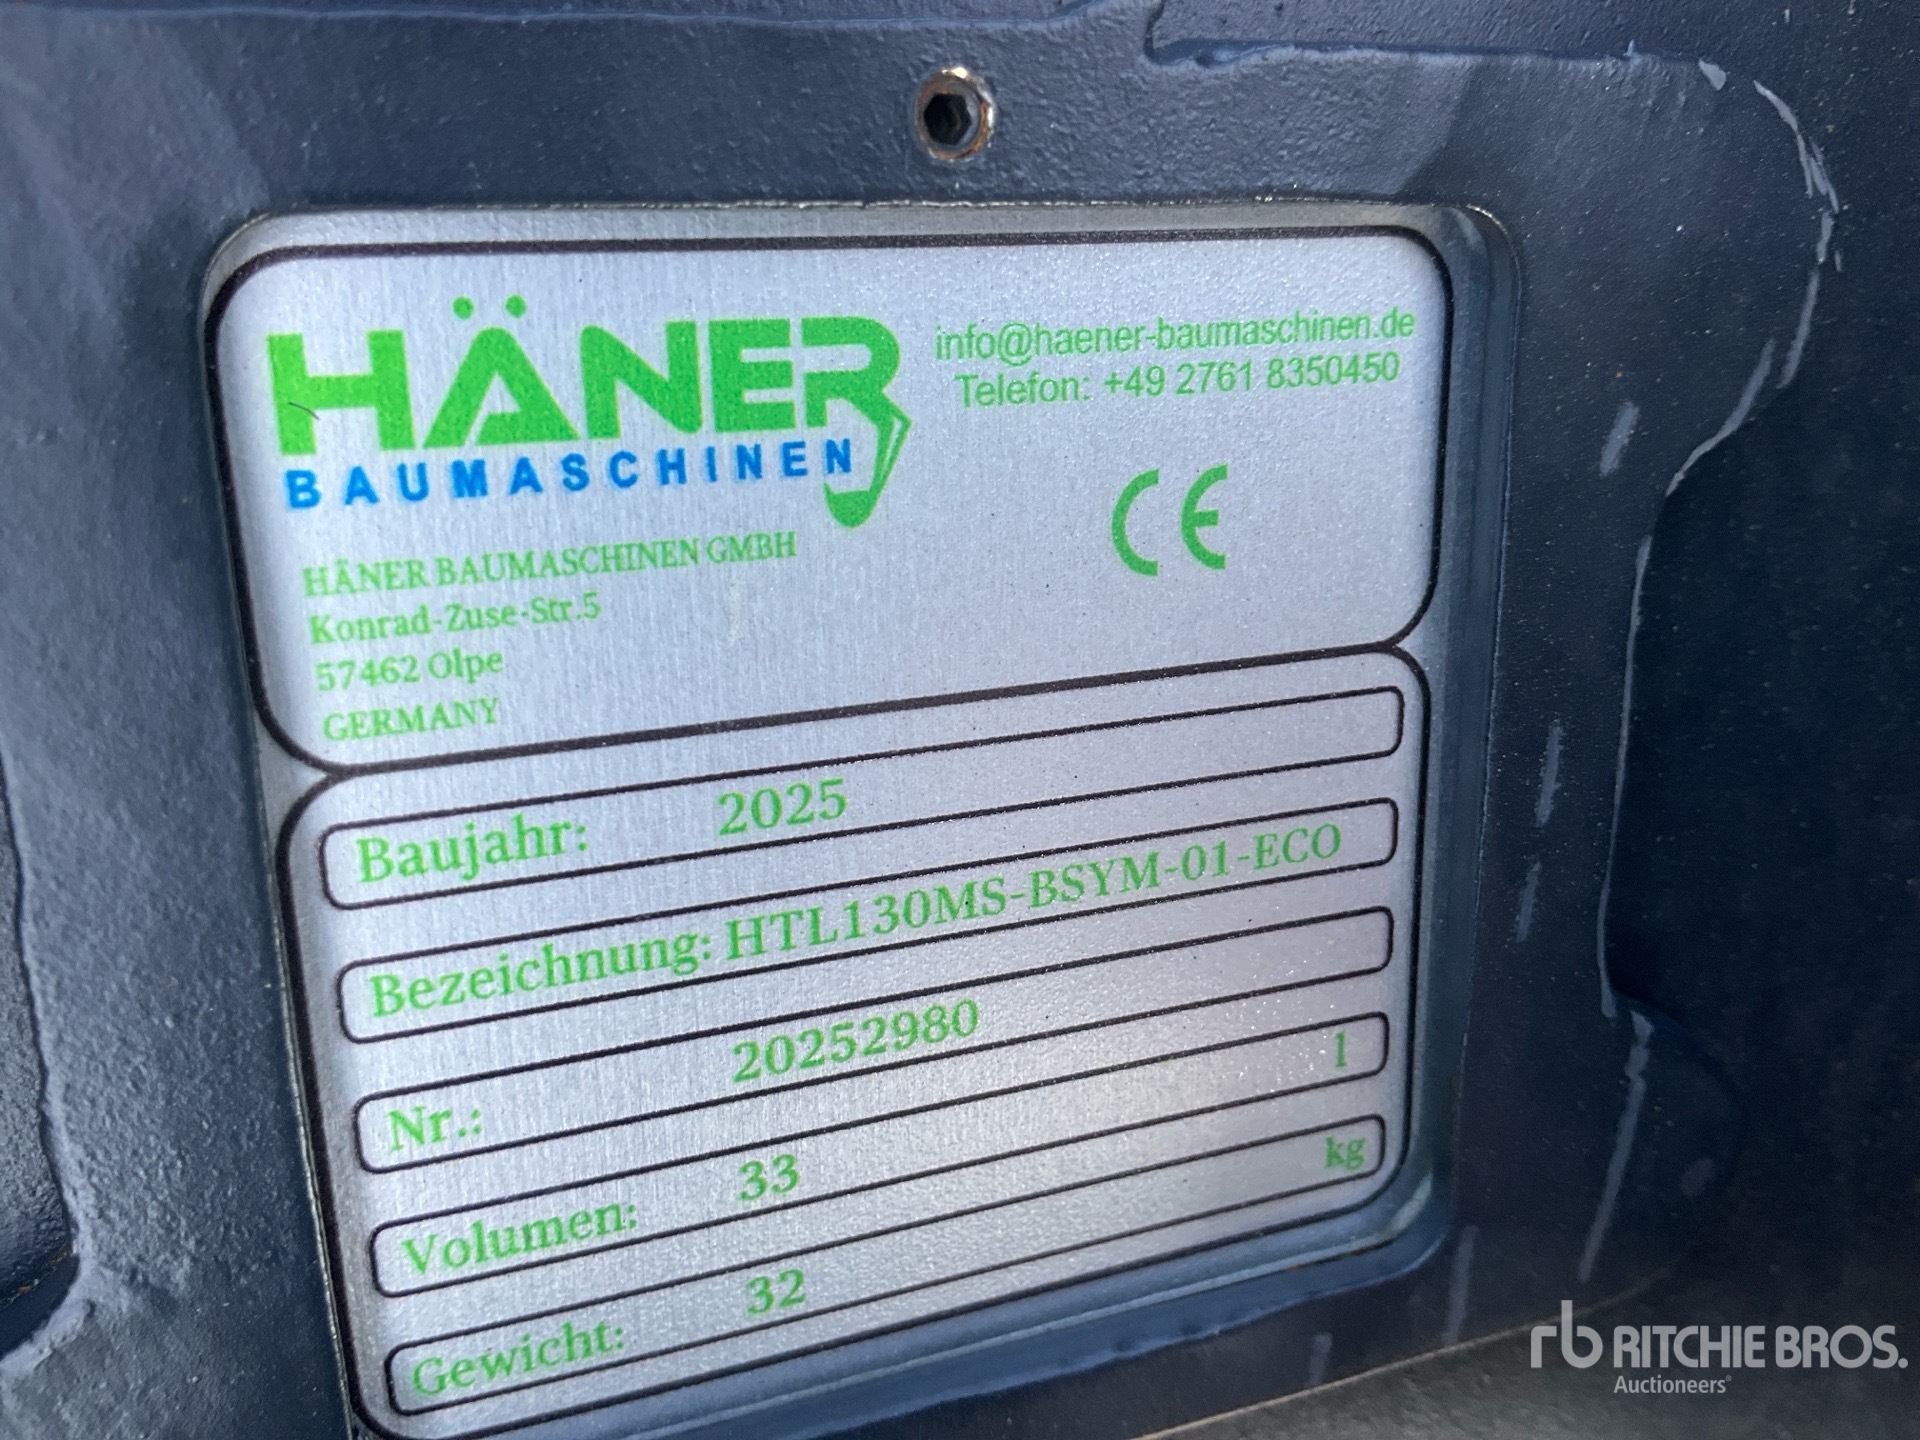 HÄNER
BAUMASCHINEN
info@haener-baumaschinen.de
Telefon: +49 2761 8350450
CE
HÄNER BAUMASCHINEN GMBH
Konrad-Zuse-Str.5
57462 Olpe
GERMANY
Baujahr: 2025
Bezeichnung: HTL130MS-BSYM-01-ECO
Nr.: 20252980
Volumen: 33 l
Gewicht: 32 kg
rb RITCHIE BROS.
Auctioneers